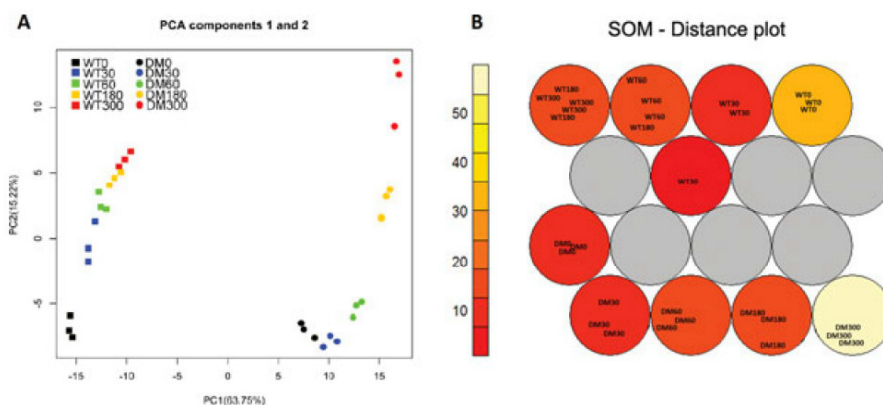 A
PCA components 1 and 2
WT0 DM0
WT30 DM30
WT60 DM60
WT180 DM180
WT300 DM300
10
5
0
-5
PC2(15.22%)
-15 -10 -5 0 5 10 15
PC1(63.75%)
B
SOM - Distance plot
50
40
30
20
10
WT180
WT300
WT300
WT300
WT180
WT60
WT60
WT60
WT180
WT30
WT30
WT0
WT0
WT0
WT30
DM0
DM0
DM0
DM30
DM30
DM30
DM60
DM60
DM60
DM180
DM180
DM180
DM300
DM300
DM300